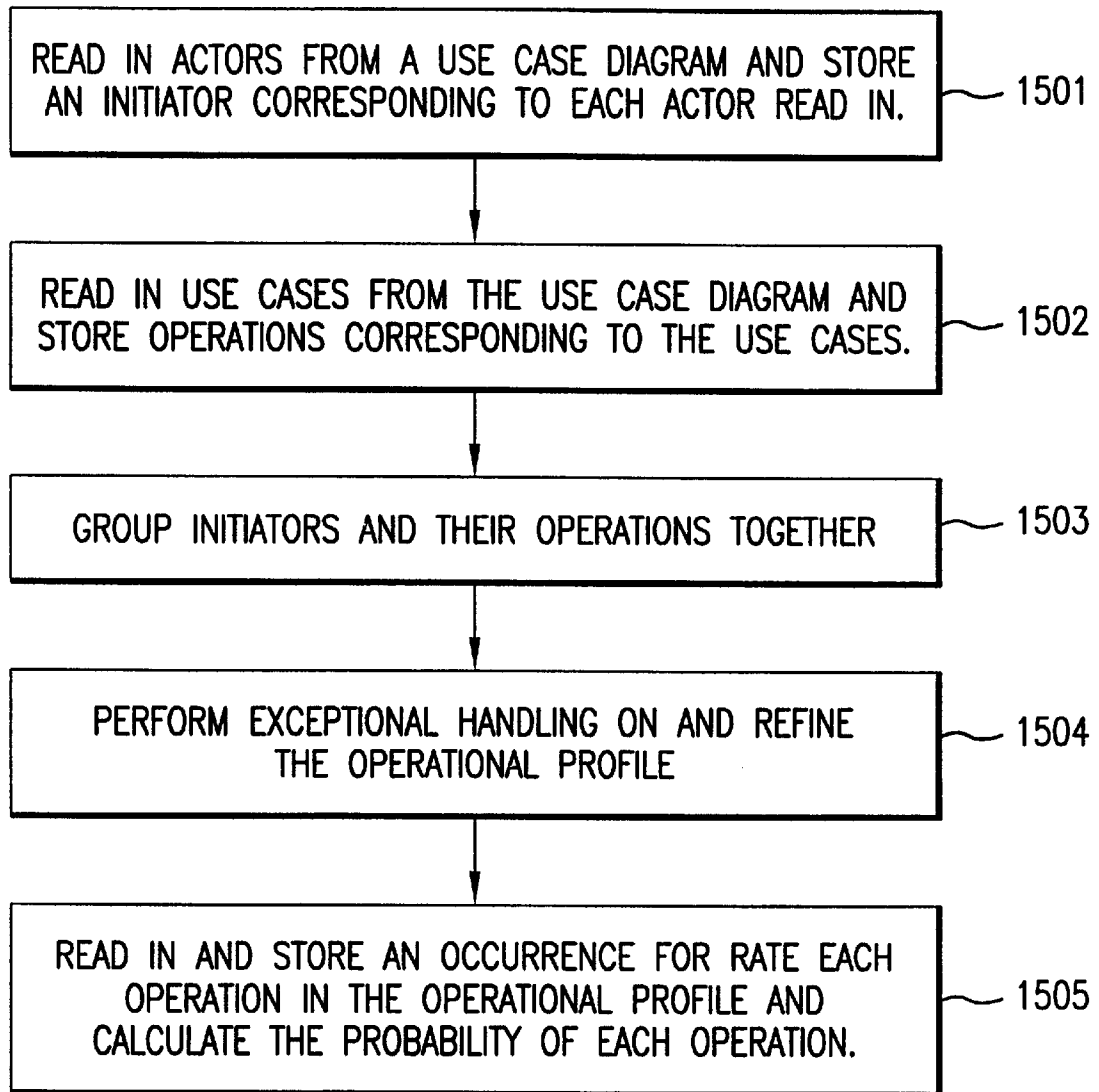 READ IN ACTORS FROM A USE CASE DIAGRAM AND STORE
AN INITIATOR CORRESPONDING TO EACH ACTOR READ IN.
1501
READ IN USE CASES FROM THE USE CASE DIAGRAM AND
STORE OPERATIONS CORRESPONDING TO THE USE CASES.
1502
GROUP INITIATORS AND THEIR OPERATIONS TOGETHER
1503
PERFORM EXCEPTIONAL HANDLING ON AND REFINE
THE OPERATIONAL PROFILE
1504
READ IN AND STORE AN OCCURRENCE FOR RATE EACH
OPERATION IN THE OPERATIONAL PROFILE AND
CALCULATE THE PROBABILITY OF EACH OPERATION.
1505